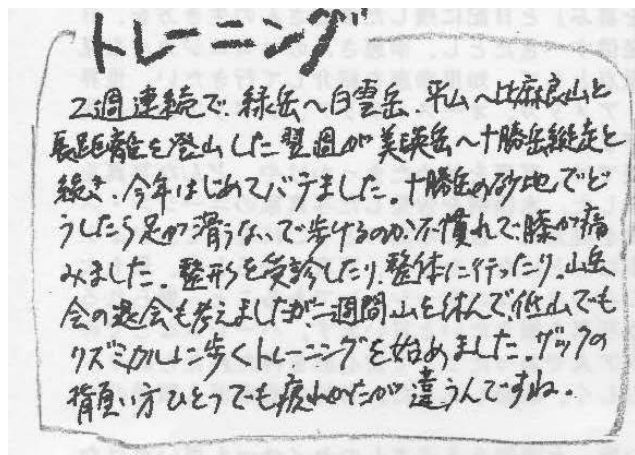 トレーニング
2週連続で、緑岳〜白雲岳、平山〜比麻良山と
長距離を登山した翌週が美瑛岳〜十勝岳縦走と
続き、今年はじめてバテました。十勝岳の砂地でど
うしたら足が滑らないで歩けるのか、不慣れで膝が痛
みました。整形を受診したり、整体に行ったり。山岳
会の退会も考えましたが、二週間山を休んで、低山でも
リズミカルに歩くトレーニングを始めました。ザックの
背負い方ひとつでも疲れかたが違うんですね。